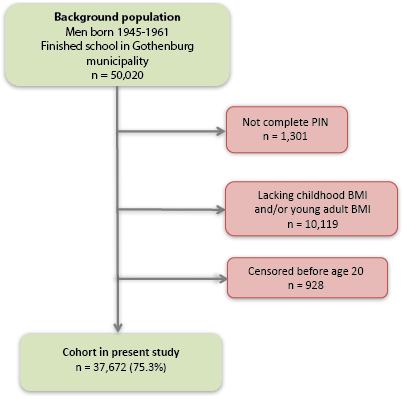 Background population
Men born 1945-1961
Finished school in Gothenburg
municipality
n = 50,020
Not complete PIN
n = 1,301
Lacking childhood BMI
and/or young adult BMI
n = 10,119
Censored before age 20
n = 928
Cohort in present study
n = 37,672 (75.3%)